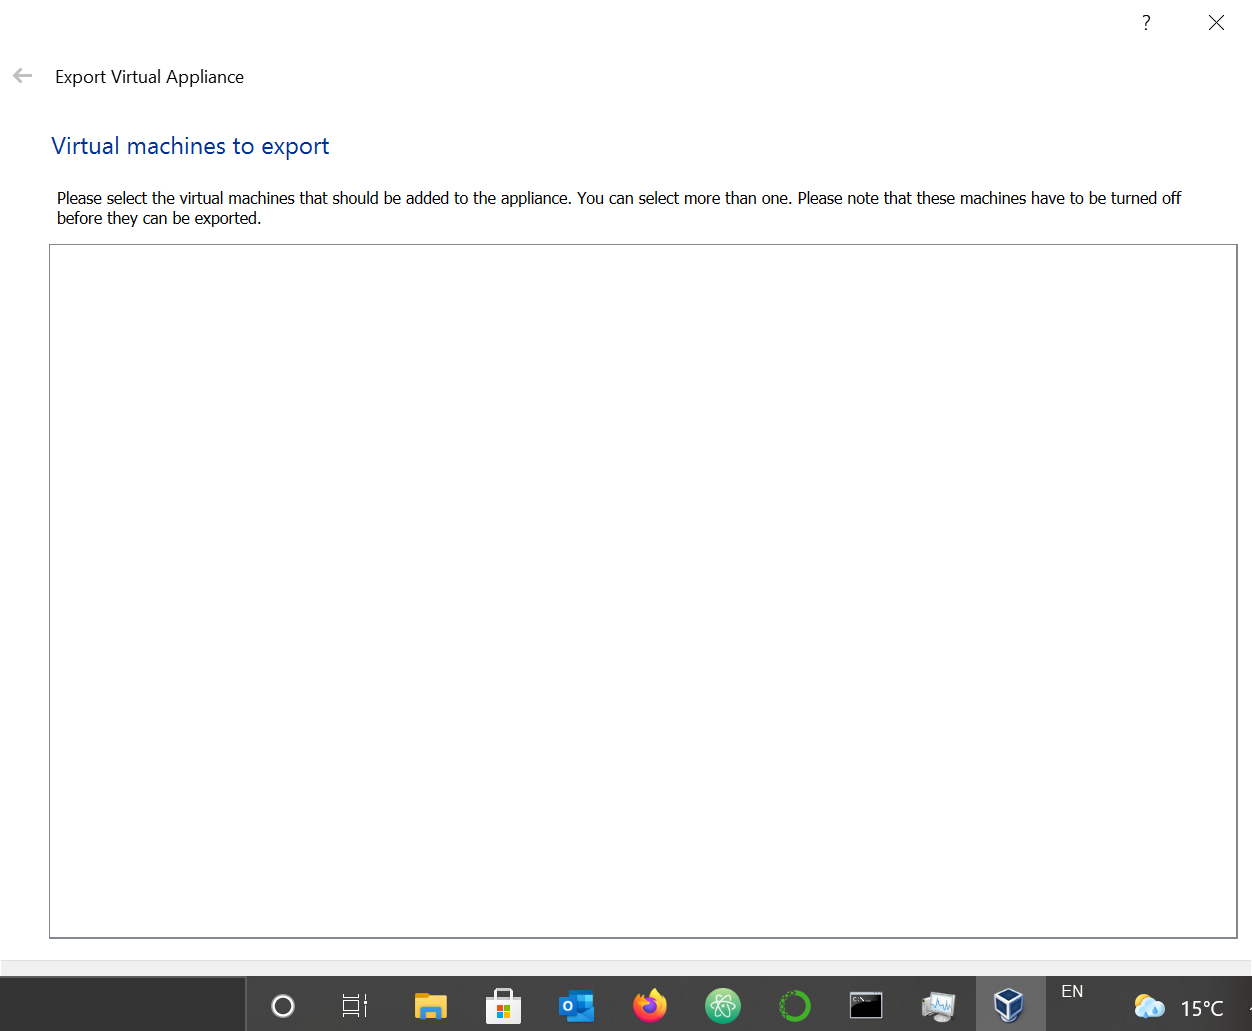 ?
Export Virtual Appliance
Virtual machines to export
Please select the virtual machines that should be added to the appliance. You can select more than one. Please note that these machines have to be turned off
before they can be exported.
EN
15°C